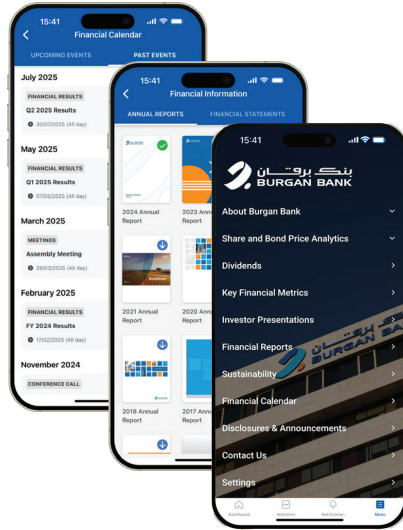 15:41
Financial Calendar
UPCOMING EVENTS
PAST EVENTS
July 2025
FINANCIAL RESULTS
Q2 2025 Results
30/07/2025 (All day)
May 2025
FINANCIAL RESULTS
Q1 2025 Results
07/05/2025 (All day)
March 2025
MEETINGS
Assembly Meeting
29/03/2025 (All day)
February 2025
FINANCIAL RESULTS
FY 2024 Results
17/02/2025 (All day)
November 2024
CONFERENCE CALL
15:41
Financial Information
ANNUAL REPORTS
FINANCIAL STATEMENTS
2024 Annual
Report
2023 Ann
Report
2021 Annual
Report
2020 Ann
Report
2018 Annual
Report
2017 Annu
Report
15:41
بنك برقان
BURGAN BANK
About Burgan Bank
Share and Bond Price Analytics
Dividends
Key Financial Metrics
Investor Presentations
Financial Reports
Sustainability
Financial Calendar
Disclosures & Announcements
Contact Us
Settings
Dashboard
Watchlist
Notification
Menu